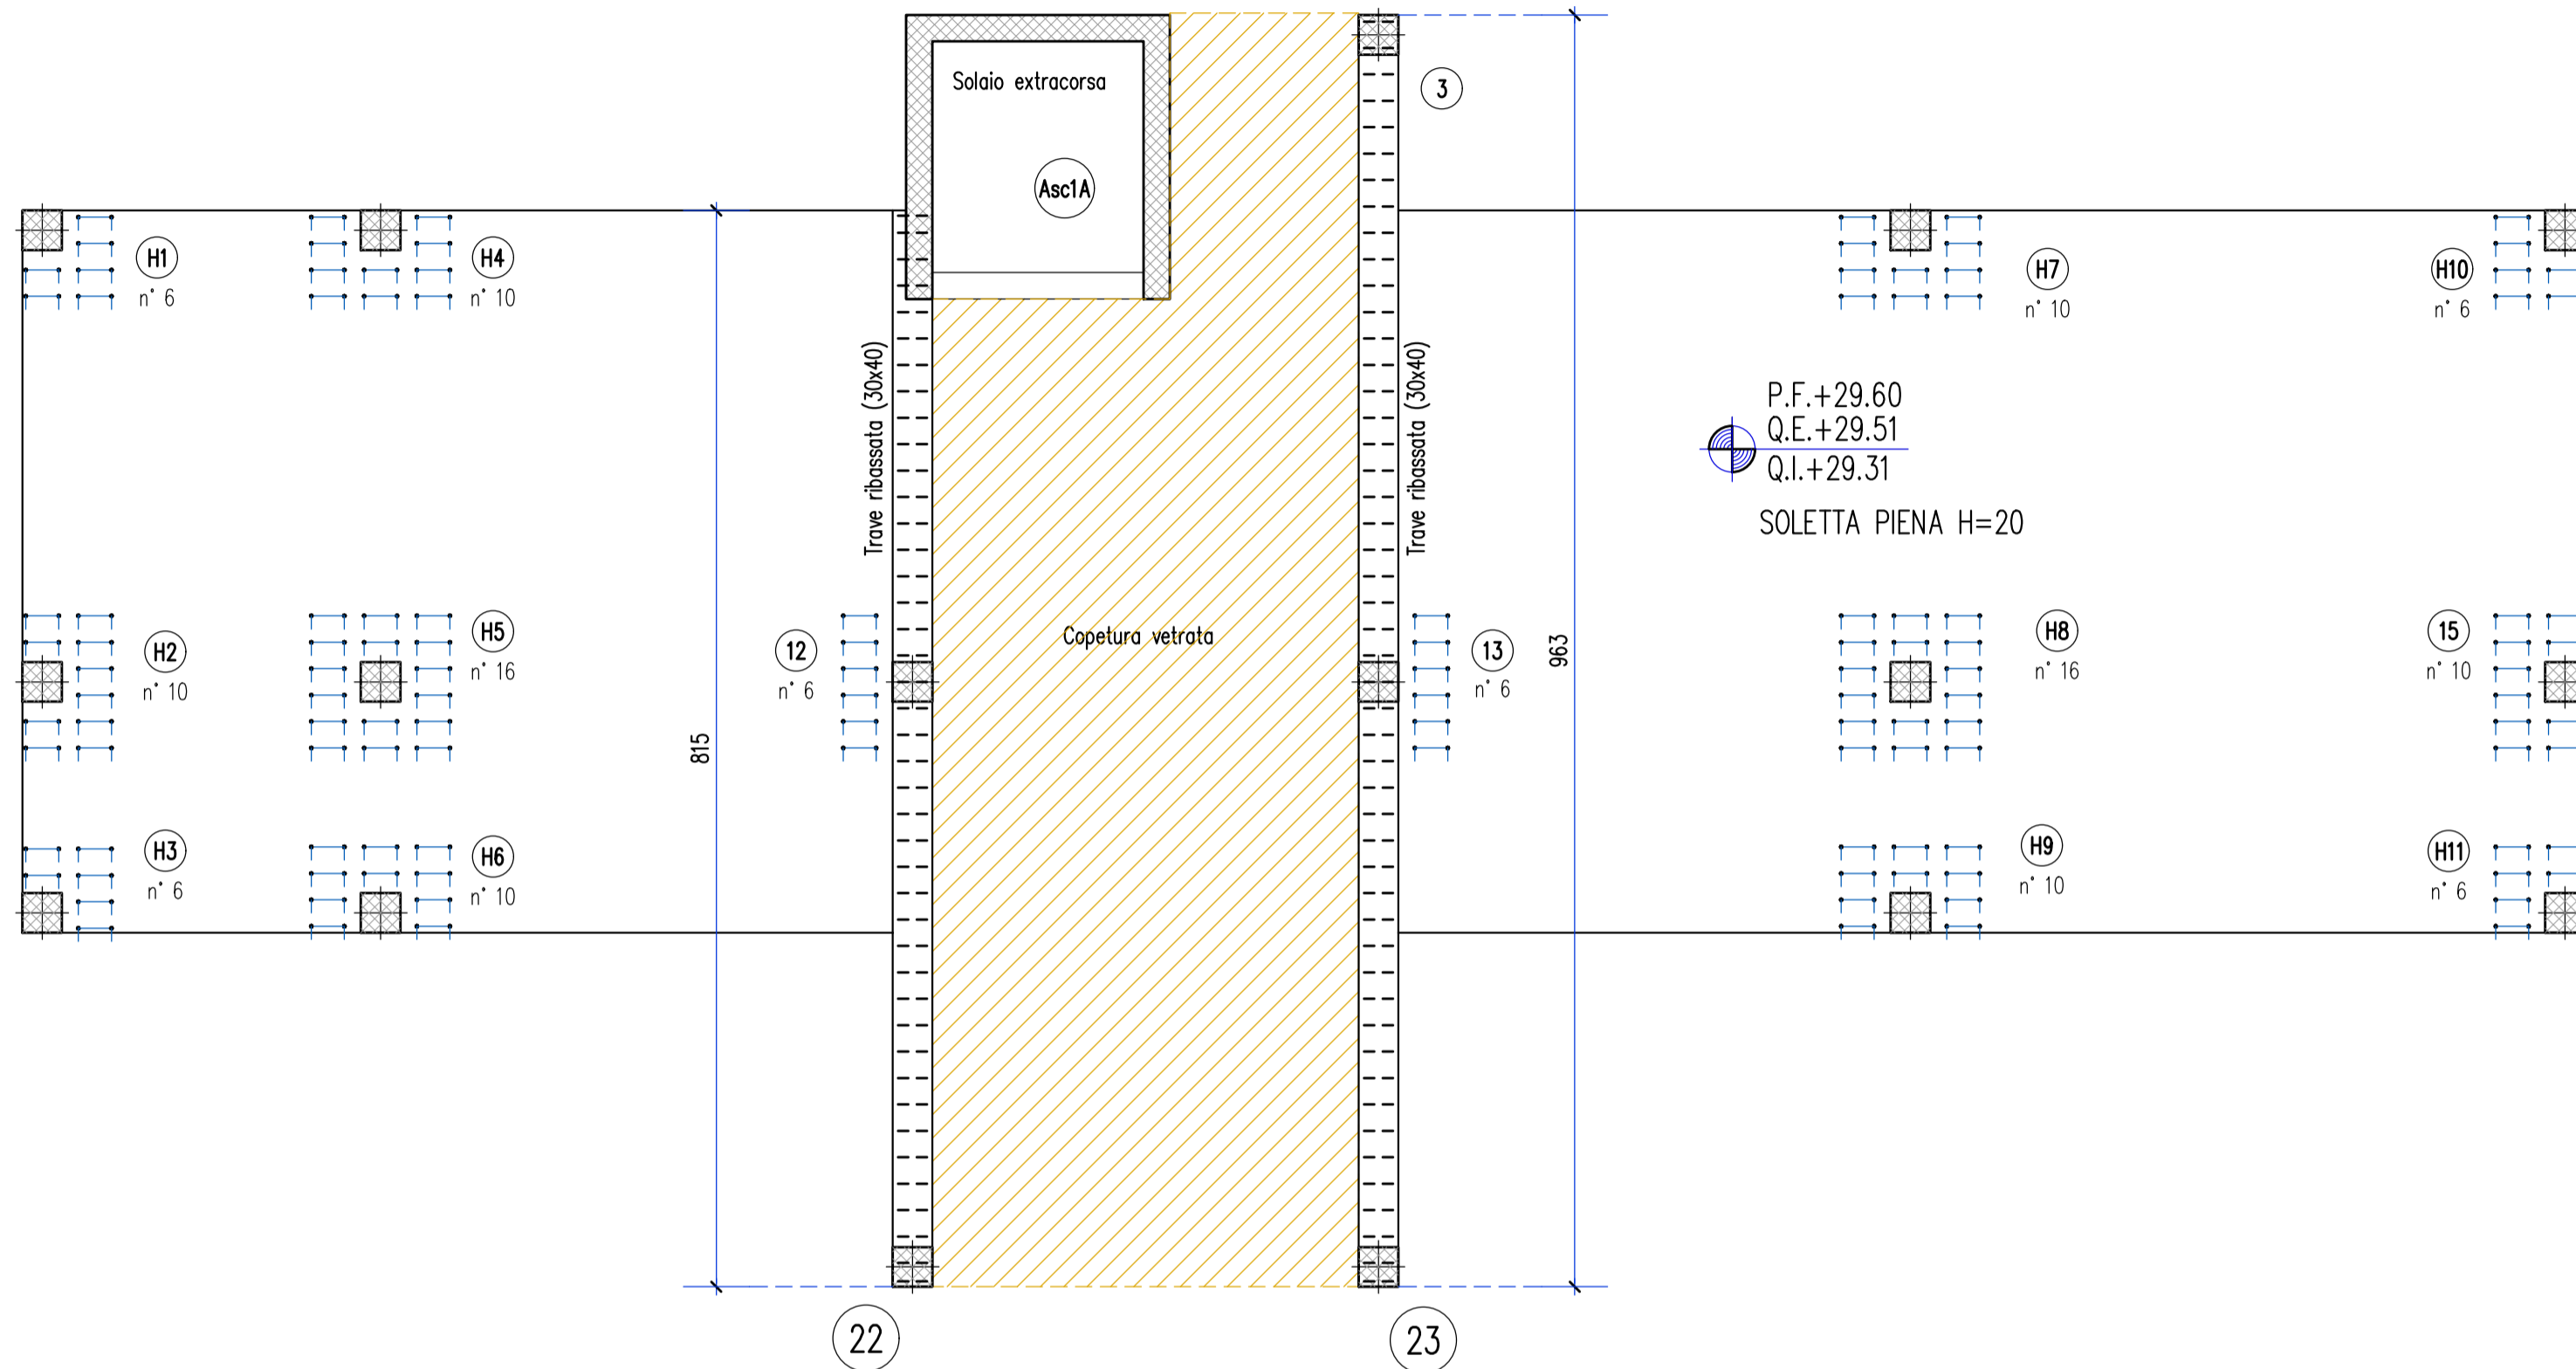 Solaio extracorsa
3
Asc1A
H1
n° 6
H4
n° 10
H7
n° 10
H10
n° 6
Trave ribassata (30x40)
Trave ribassata (30x40)
P.F.+29.60
Q.E.+29.51
Q.I.+29.31
SOLETTA PIENA H=20
H2
n° 10
H5
n° 16
12
n° 6
Copetura vetrata
13
n° 6
963
H8
n° 16
15
n° 10
815
H3
n° 6
H6
n° 10
H9
n° 10
H11
n° 6
22
23